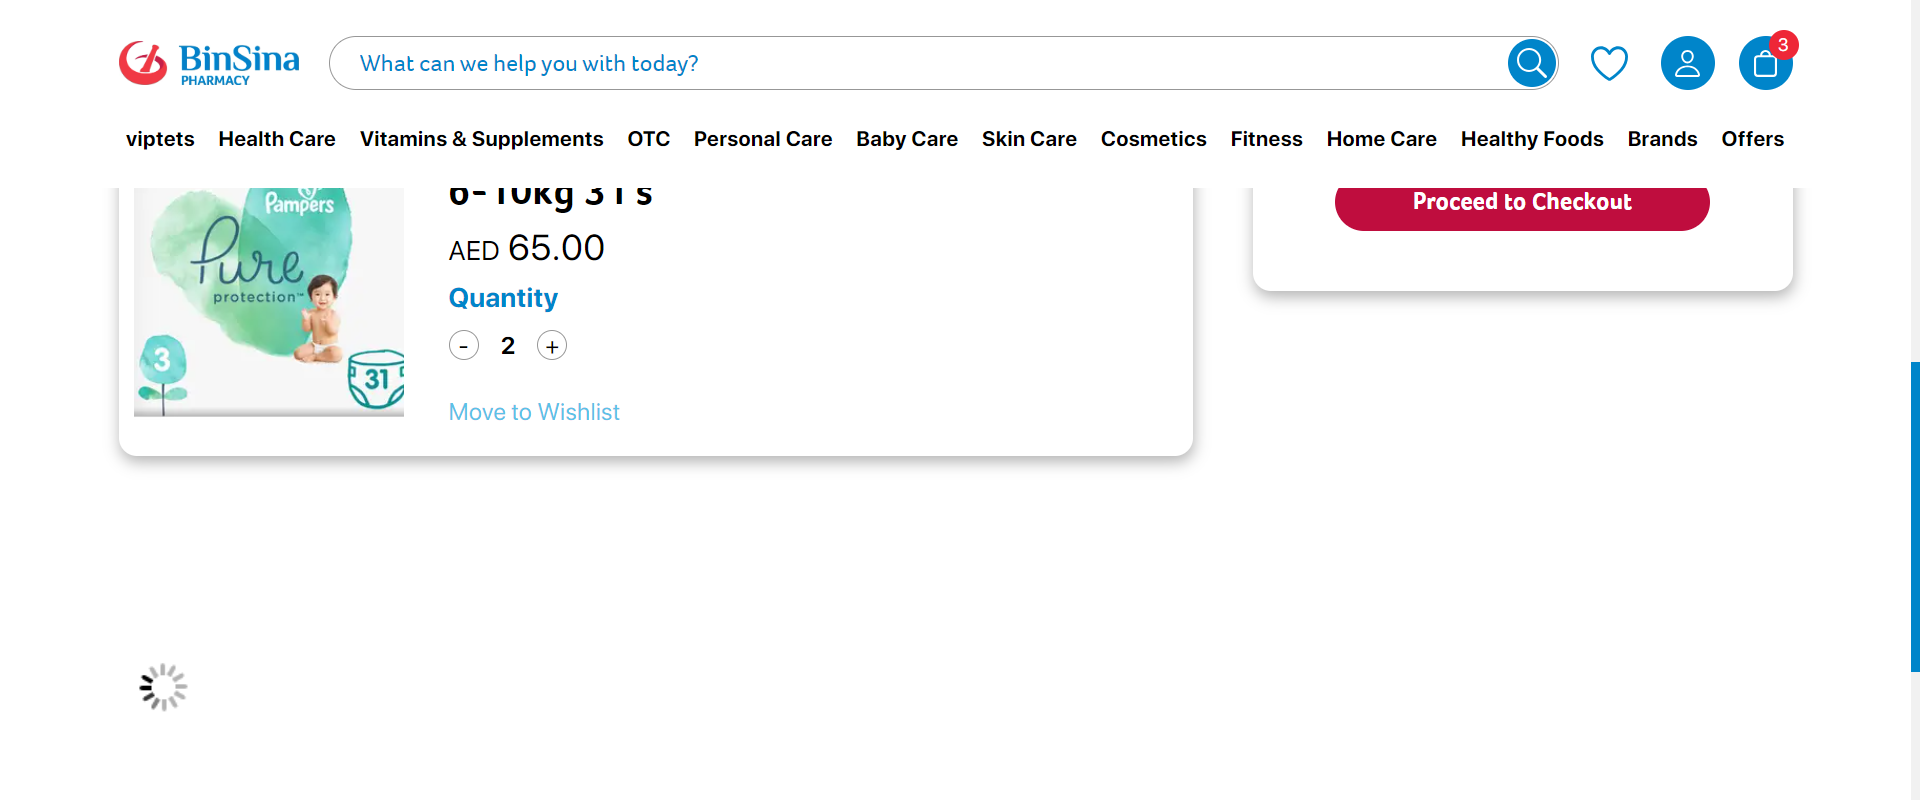 BinSina
PHARMACY
What can we help you with today?
3
viptets Health Care Vitamins & Supplements OTC Personal Care Baby Care Skin Care Cosmetics Fitness Home Care Healthy Foods Brands Offers
Pampers
Pure
protection™
3
31
6-10kg 31's
AED 65.00
Quantity
- 2 +
Move to Wishlist
Proceed to Checkout